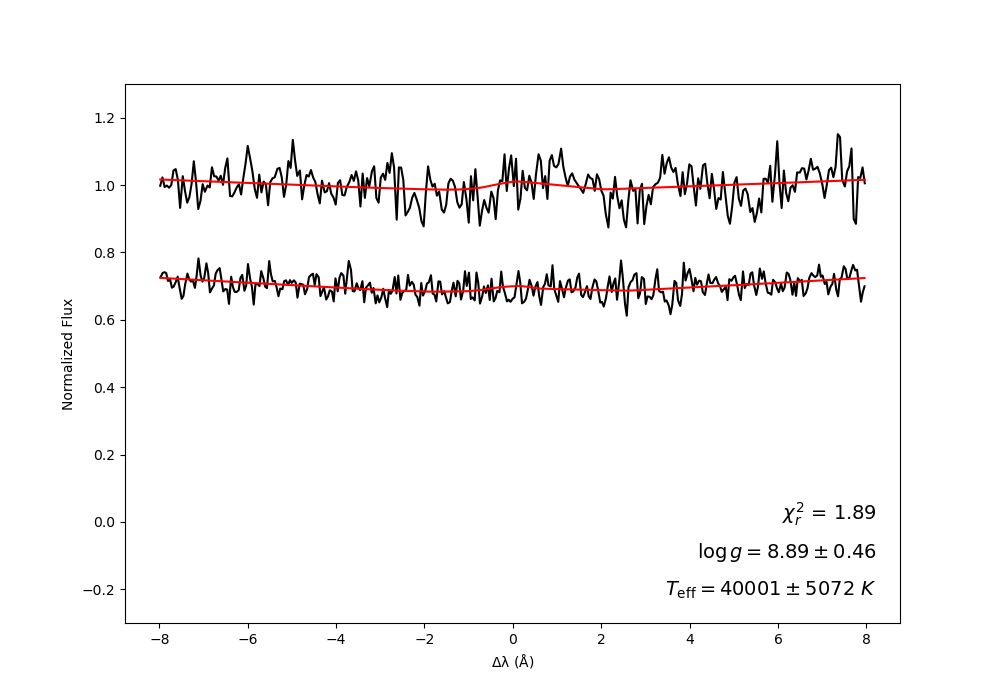 1.2
1.0
0.8
0.6
0.4
0.2
0.0
−0.2
Normalized Flux
χ²ᵣ = 1.89
log g = 8.89 ± 0.46
T_eff = 40001 ± 5072 K
−8 −6 −4 −2 0 2 4 6 8
Δλ (Å)